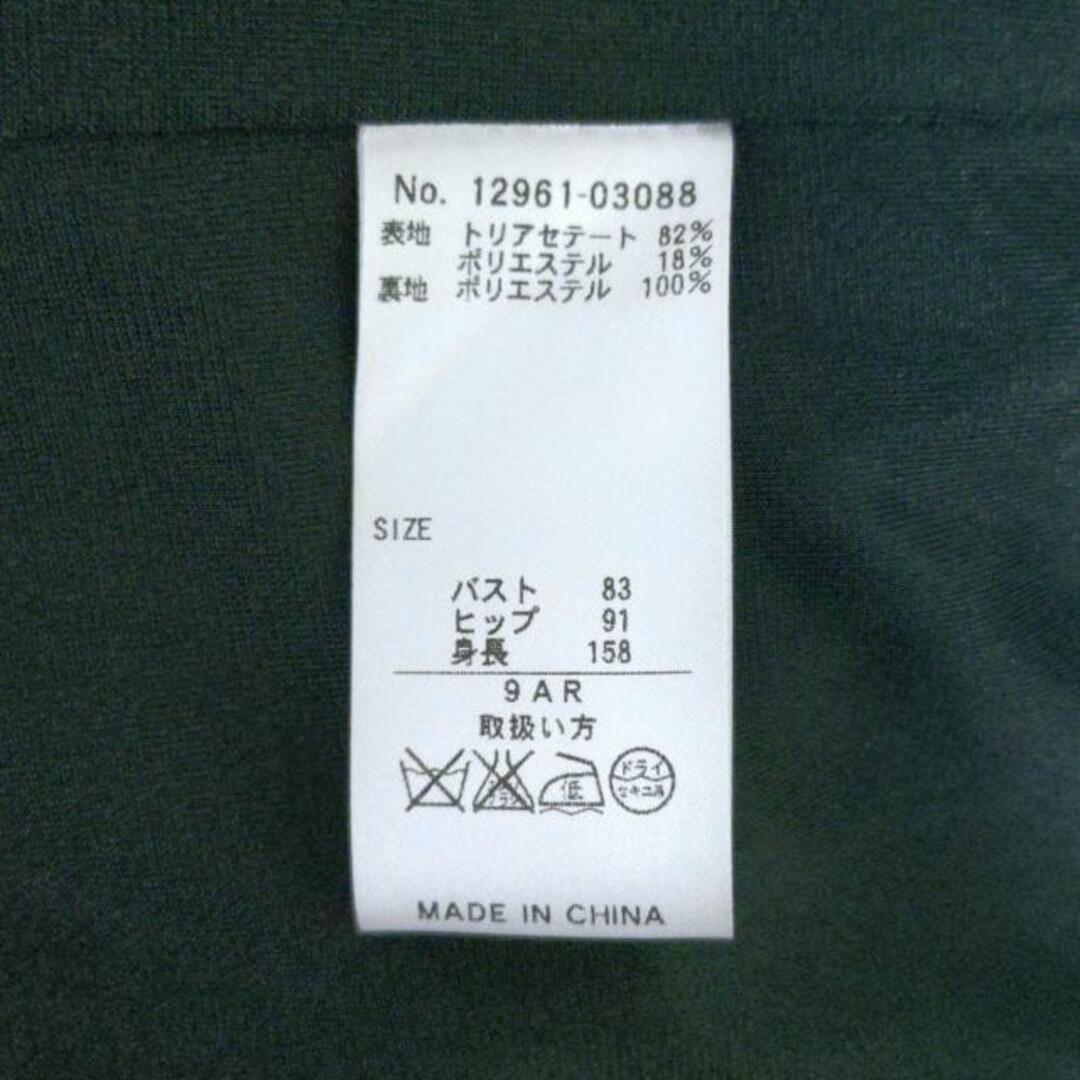 No. 12961-03088
表地 トリアセテート 82%
ポリエステル 18%
裏地 ポリエステル 100%
SIZE
バスト 83
ヒップ 91
身長 158
9AR
取扱い方
低 ドライ
セキユ系
MADE IN CHINA